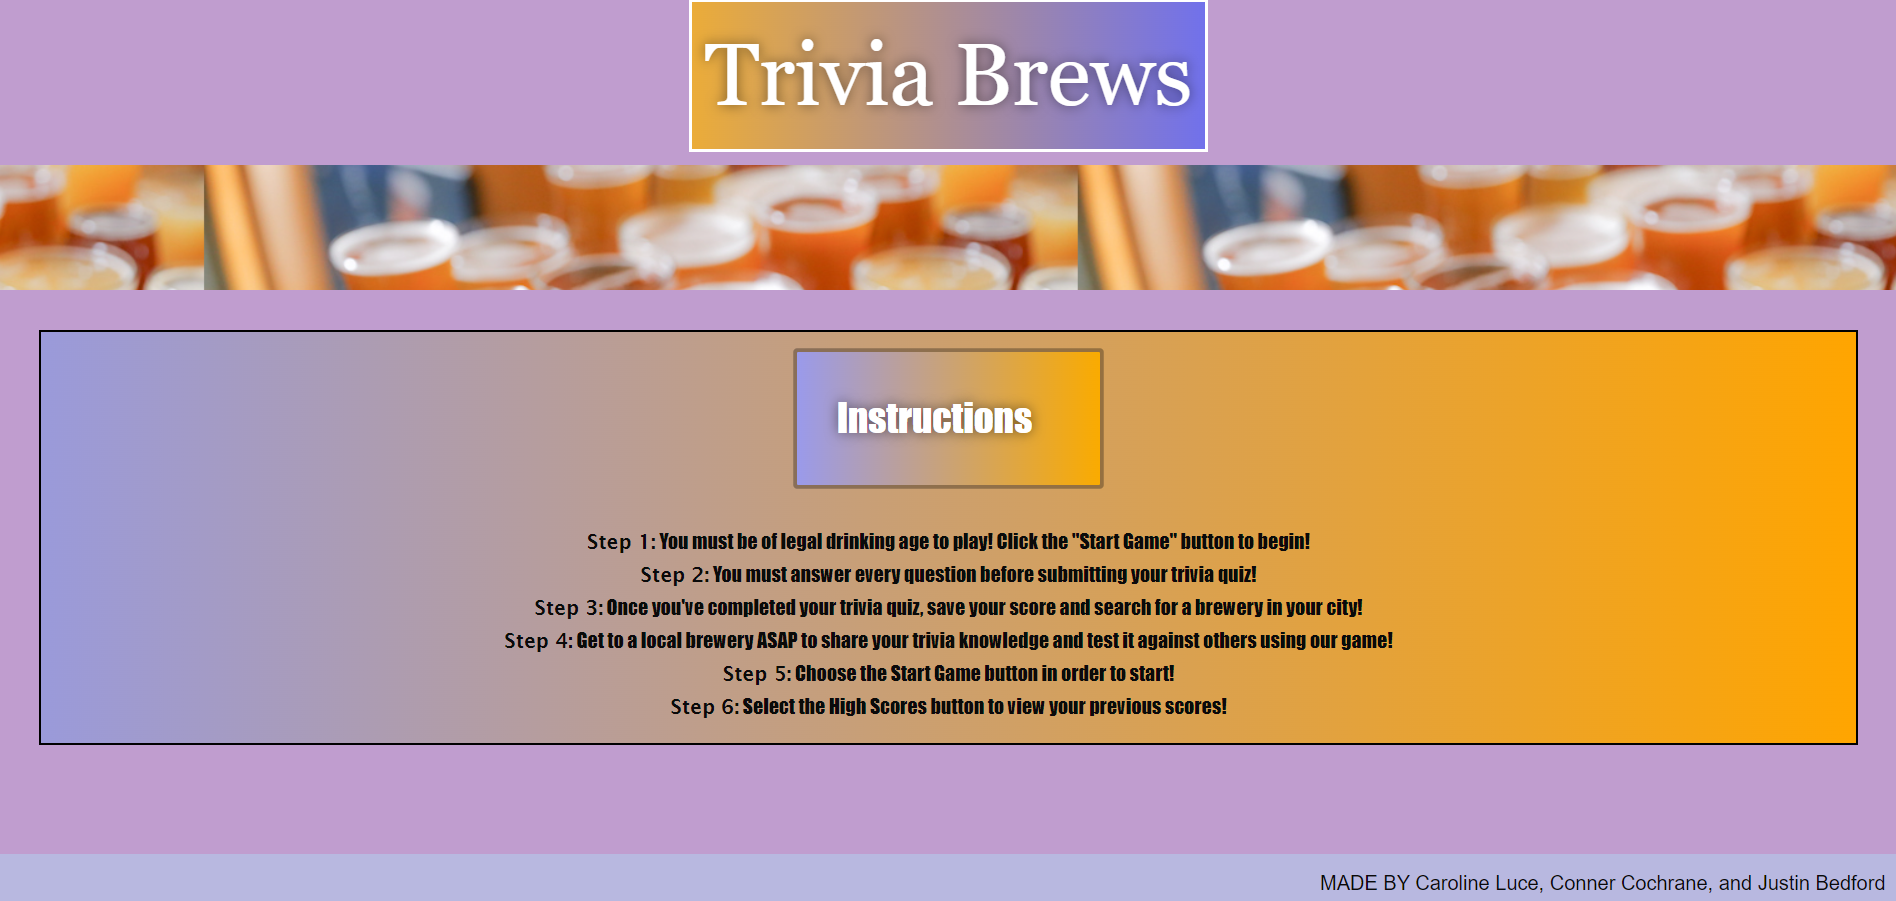 Trivia Brews
Instructions
Step 1: You must be of legal drinking age to play! Click the "Start Game" button to begin!
Step 2: You must answer every question before submitting your trivia quiz!
Step 3: Once you've completed your trivia quiz, save your score and search for a brewery in your city!
Step 4: Get to a local brewery ASAP to share your trivia knowledge and test it against others using our game!
Step 5: Choose the Start Game button in order to start!
Step 6: Select the High Scores button to view your previous scores!
MADE BY Caroline Luce, Conner Cochrane, and Justin Bedford